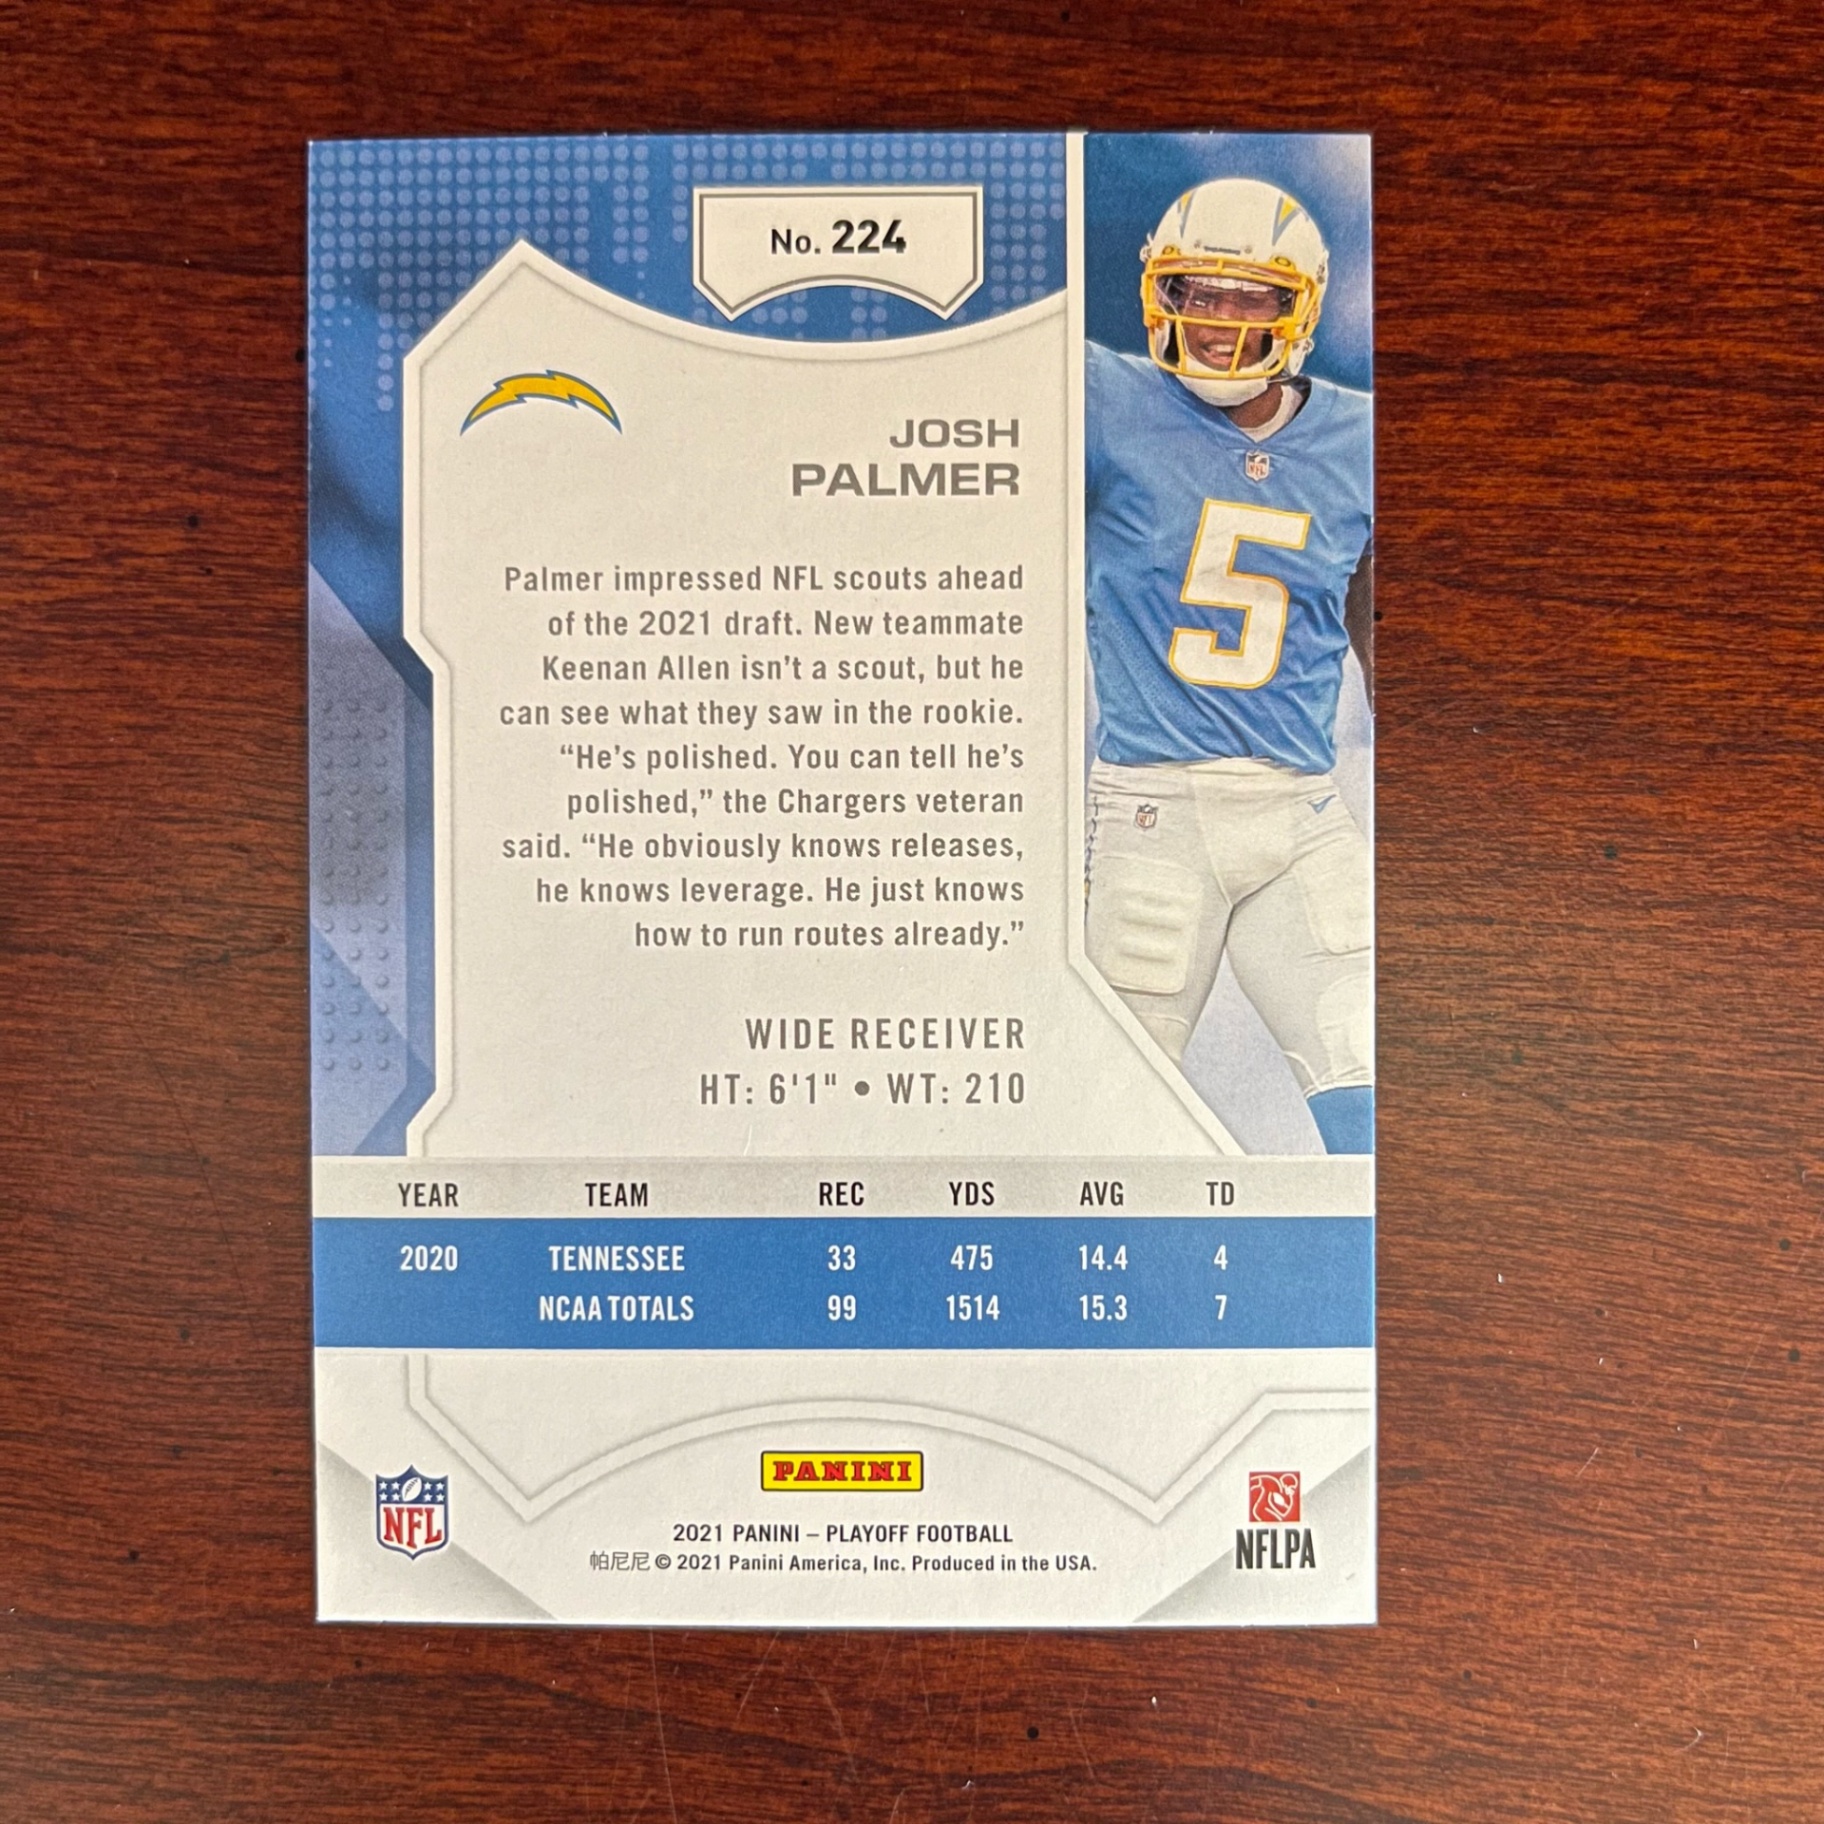 No. 224
JOSH
PALMER
Palmer impressed NFL scouts ahead
of the 2021 draft. New teammate
Keenan Allen isn't a scout, but he
can see what they saw in the rookie.
“He's polished. You can tell he's
polished,” the Chargers veteran
said. “He obviously knows releases,
he knows leverage. He just knows
how to run routes already.”
WIDE RECEIVER
HT: 6'1" • WT: 210
5
YEAR TEAM REC YDS AVG TD
2020 TENNESSEE 33 475 14.4 4
NCAA TOTALS 99 1514 15.3 7
PANINI
NFL
2021 PANINI – PLAYOFF FOOTBALL
帕尼尼 © 2021 Panini America, Inc. Produced in the USA.
NFLPA